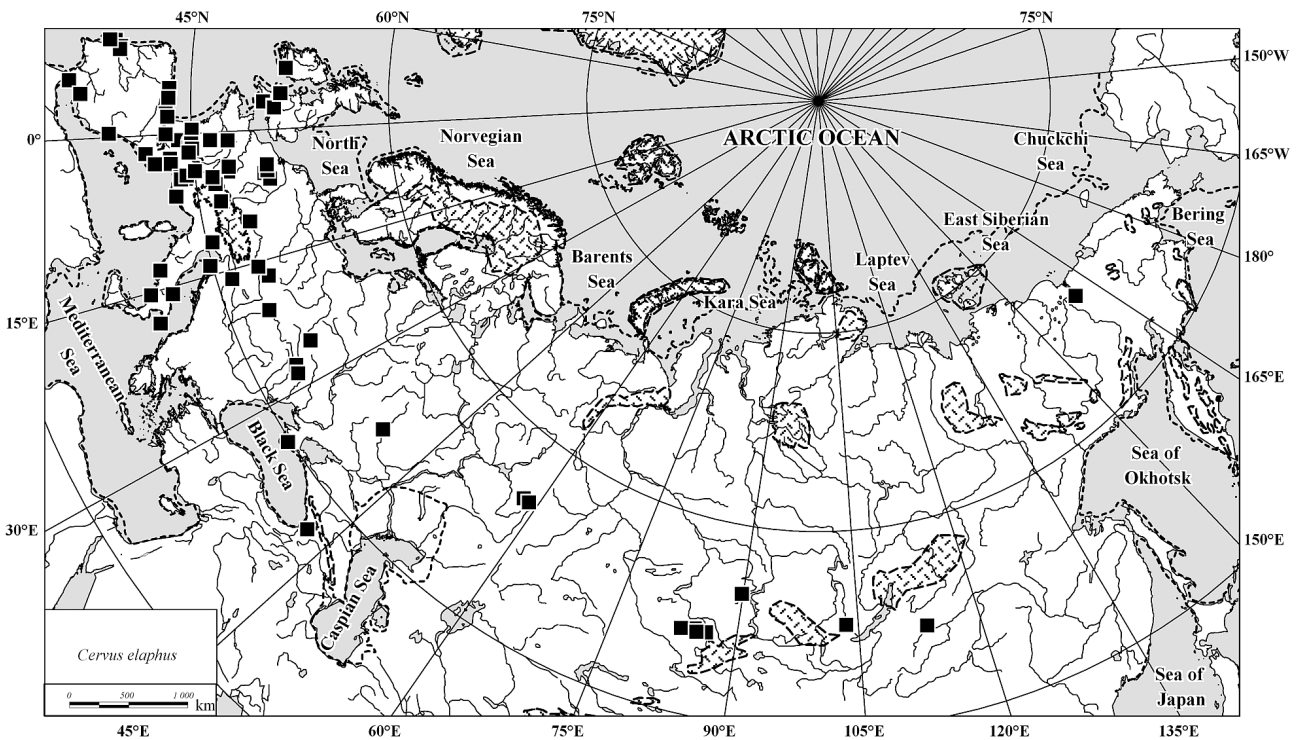 45°N
60°N
75°N
75°N
150°W
0°
North
Sea
Norvegian
Sea
ARCTIC OCEAN
Chuckchi
Sea
165°W
East Siberian
Sea
Bering
Sea
Barents
Sea
Laptev
Sea
180°
Kara Sea
15°E
Mediterranean
Sea
165°E
Black Sea
Sea of
Okhotsk
30°E
150°E
Caspian Sea
Cervus elaphus
0 500 1 000
km
Sea of
Japan
45°E
60°E
75°E
90°E
105°E
120°E
135°E